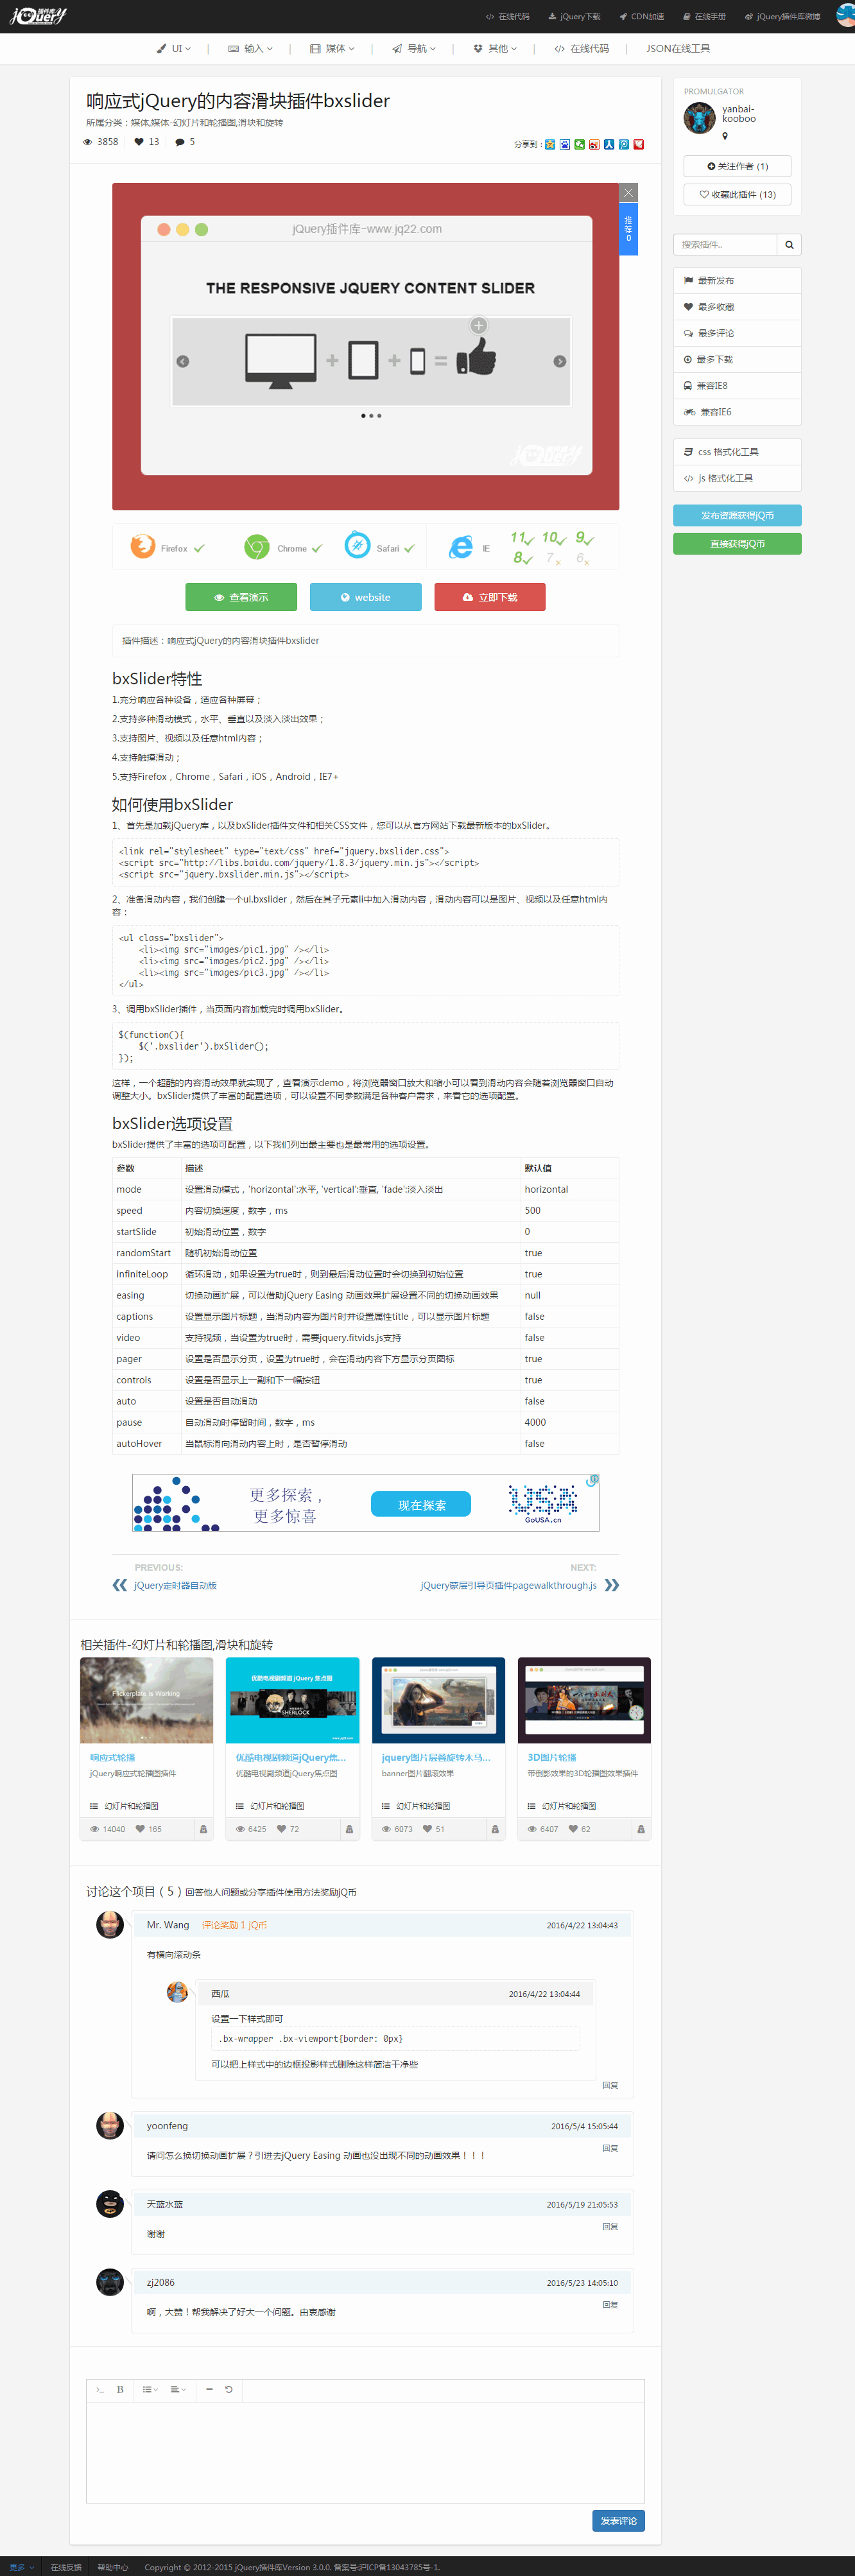 jQuery 插件库
在线代码 jQuery下载 CDN加速 在线手册 jQuery插件库微博
UI 输入 媒体 导航 其他 在线代码 JSON在线工具
响应式jQuery的内容滑块插件bxslider
所属分类：媒体,媒体-幻灯片和轮播图,滑块和旋转
3858 13 5
分享到：
jQuery插件库-www.jq22.com
THE RESPONSIVE JQUERY CONTENT SLIDER
推荐0
Firefox Chrome Safari IE 11 10 9 8 7 6
查看演示 website 立即下载
插件描述：响应式jQuery的内容滑块插件bxslider
bxSlider特性
1.充分响应各种设备，适应各种屏幕；
2.支持多种滑动模式，水平、垂直以及淡入淡出效果；
3.支持图片、视频以及任意html内容；
4.支持触摸滑动；
5.支持Firefox，Chrome，Safari，iOS，Android，IE7+
如何使用bxSlider
1、首先是加载jQuery库，以及bxSlider插件文件和相关CSS文件，您可以从官方网站下载最新版本的bxSlider。
<link rel="stylesheet" type="text/css" href="jquery.bxslider.css">
<script src="http://libs.baidu.com/jquery/1.8.3/jquery.min.js"></script>
<script src="jquery.bxslider.min.js"></script>
2、准备滑动内容，我们创建一个ul.bxslider，然后在其子元素li中加入滑动内容，滑动内容可以是图片、视频以及任意html内
容：
<ul class="bxslider">
<li><img src="images/pic1.jpg" /></li>
<li><img src="images/pic2.jpg" /></li>
<li><img src="images/pic3.jpg" /></li>
</ul>
3、调用bxSlider插件，当页面内容加载完时调用bxSlider。
$(function(){
$('.bxslider').bxSlider();
});
这样，一个超酷的内容滑动效果就实现了，查看演示demo，将浏览器窗口放大和缩小可以看到滑动内容会随着浏览器窗口自动
调整大小。bxSlider提供了丰富的配置选项，可以设置不同参数满足各种客户需求，来看它的选项配置。
bxSlider选项设置
bxSlider提供了丰富的选项可配置，以下我们列出最主要也是最常用的选项设置。
参数 描述 默认值
mode 设置滑动模式，'horizontal':水平, 'vertical':垂直, 'fade':淡入淡出 horizontal
speed 内容切换速度，数字，ms 500
startSlide 初始滑动位置，数字 0
randomStart 随机初始滑动位置 true
infiniteLoop 循环滑动，如果设置为true时，则到最后滑动位置时会切换到初始位置 true
easing 切换动画扩展，可以借助jQuery Easing 动画效果扩展设置不同的切换动画效果 null
captions 设置显示图片标题，当滑动内容为图片时并设置属性title，可以显示图片标题 false
video 支持视频，当设置为true时，需要jquery.fitvids.js支持 false
pager 设置是否显示分页，设置为true时，会在滑动内容下方显示分页图标 true
controls 设置是否显示上一副和下一幅按钮 true
auto 设置是否自动滑动 false
pause 自动滑动时停留时间，数字，ms 4000
autoHover 当鼠标滑向滑动内容上时，是否暂停滑动 false
更多探索，
更多惊喜
现在探索
USA
GoUSA.cn
PREVIOUS: NEXT:
jQuery定时器自动版 jQuery蒙层引导页插件pagewalkthrough.js
相关插件-幻灯片和轮播图,滑块和旋转
Flickerplate is Working
优酷电视剧频道 jQuery 焦点图
SHERLOCK
响应式轮播 优酷电视剧频道jQuery焦... jquery图片层叠旋转木马... 3D图片轮播
jQuery响应式轮播图插件 优酷电视剧频道jQuery焦点图 banner图片翻滚效果 带倒影效果的3D轮播图效果插件
幻灯片和轮播图 幻灯片和轮播图 幻灯片和轮播图 幻灯片和轮播图
14040 165 6425 72 6073 51 6407 62
讨论这个项目（5）回答他人问题或分享插件使用方法奖励jQ币
Mr. Wang 评论奖励 1 jQ币 2016/4/22 13:04:43
有横向滚动条
西瓜 2016/4/22 13:04:44
设置一下样式即可
.bx-wrapper .bx-viewport{border: 0px}
可以把上样式中的边框投影样式删除这样简洁干净些
回复
yoonfeng 2016/5/4 15:05:44
回复
请问怎么换切换动画扩展？引进去jQuery Easing 动画也没出现不同的动画效果！！！
天蓝水蓝 2016/5/19 21:05:53
回复
谢谢
zj2086 2016/5/23 14:05:10
回复
啊，大赞！帮我解决了好大一个问题。由衷感谢
发表评论
PROMULGATOR
yanbai-
kooboo
关注作者 (1)
收藏此插件 (13)
搜索插件..
最新发布
最多收藏
最多评论
最多下载
兼容IE8
兼容IE6
css 格式化工具
js 格式化工具
发布资源获得jQ币
直接获得jQ币
更多 在线反馈 帮助中心 Copyright © 2012-2015 jQuery插件库Version 3.0.0. 备案号:沪ICP备13043785号-1.